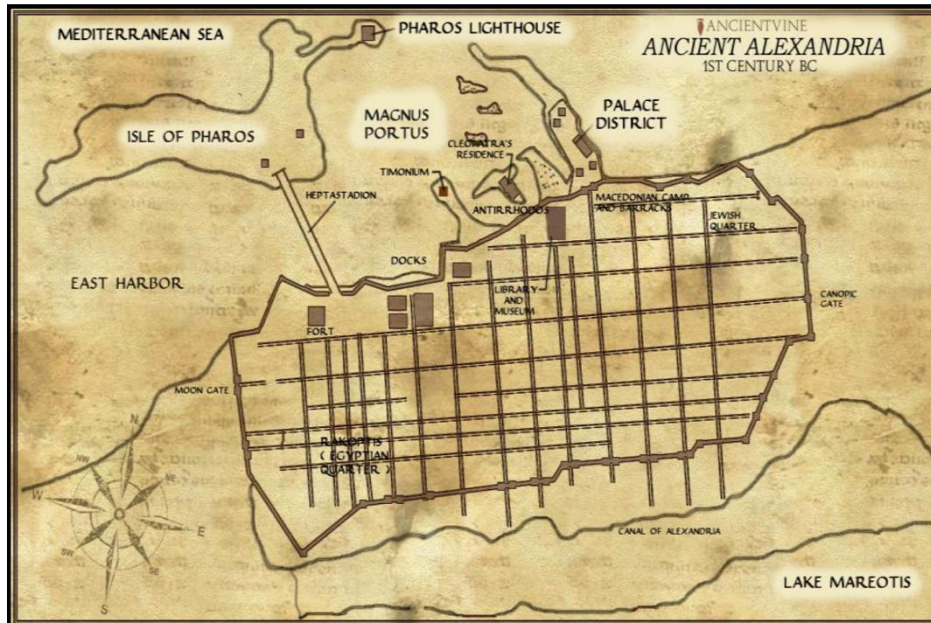 ANCIENTVINE
ANCIENT ALEXANDRIA
1ST CENTURY BC
MEDITERRANEAN SEA
PHAROS LIGHTHOUSE
ISLE OF PHAROS
MAGNUS
PORTUS
PALACE
DISTRICT
CLEOPATRA'S
RESIDENCE
TIMONIUM
HEPTASTADION
ANTIRRHODOS
MACEDONIAN CAMP
AND BARRACKS
JEWISH
QUARTER
DOCKS
EAST HARBOR
LIBRARY
AND
MUSEUM
CANOPIC
GATE
FORT
MOON GATE
RAKOPTIS
( EGYPTIAN
QUARTER )
N
NW
NE
W
E
SW
SE
S
CANAL OF ALEXANDRIA
LAKE MAREOTIS